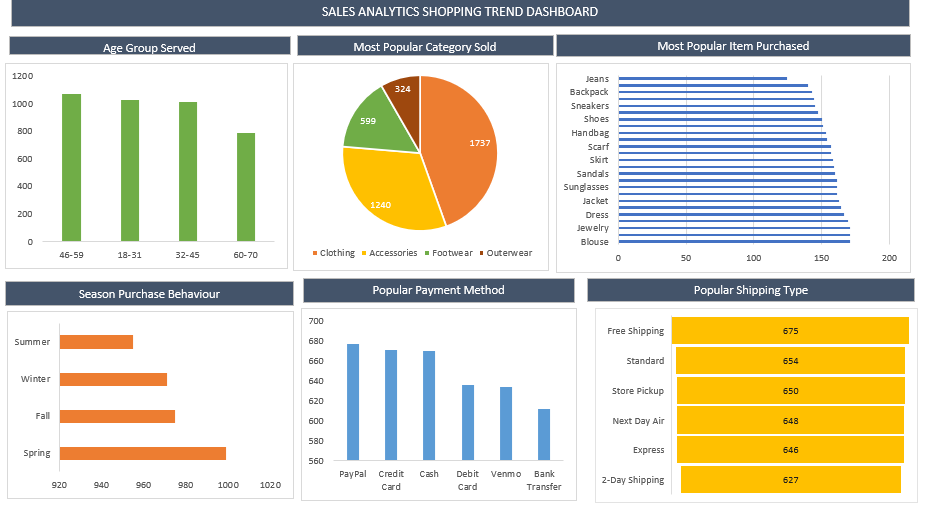 SALES ANALYTICS SHOPPING TREND DASHBOARD
Age Group Served
1200
1000
800
600
400
200
0
46-59 18-31 32-45 60-70
Most Popular Category Sold
324
599
1737
1240
Clothing Accessories Footwear Outerwear
Most Popular Item Purchased
Jeans
Backpack
Sneakers
Shoes
Handbag
Scarf
Skirt
Sandals
Sunglasses
Jacket
Dress
Jewelry
Blouse
0 50 100 150 200
Season Purchase Behaviour
Summer
Winter
Fall
Spring
920 940 960 980 1000 1020
Popular Payment Method
700
680
660
640
620
600
580
560
PayPal Credit Card Cash Debit Card Venmo Bank Transfer
Popular Shipping Type
Free Shipping 675
Standard 654
Store Pickup 650
Next Day Air 648
Express 646
2-Day Shipping 627